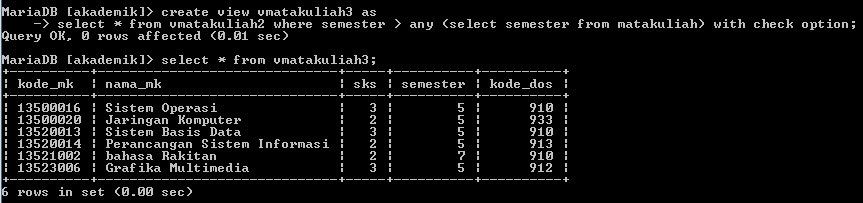 MariaDB [akademik]> create view vmatakuliah3 as
    -> select * from vmatakuliah2 where semester > any (select semester from matakuliah) with check option;
Query OK, 0 rows affected (0.01 sec)
MariaDB [akademik]> select * from vmatakuliah3;
+----------+------------------------------+-----+----------+----------+
| kode_mk | nama_mk | sks | semester | kode_dos |
+----------+------------------------------+-----+----------+----------+
| 13500016 | Sistem Operasi | 3 | 5 | 910 |
| 13500020 | Jaringan Komputer | 2 | 5 | 933 |
| 13520013 | Sistem Basis Data | 3 | 5 | 910 |
| 13520014 | Perancangan Sistem Informasi | 2 | 5 | 913 |
| 13521002 | bahasa Rakitan | 2 | 7 | 910 |
| 13523006 | Grafika Multimedia | 3 | 5 | 912 |
+----------+------------------------------+-----+----------+----------+
6 rows in set (0.00 sec)